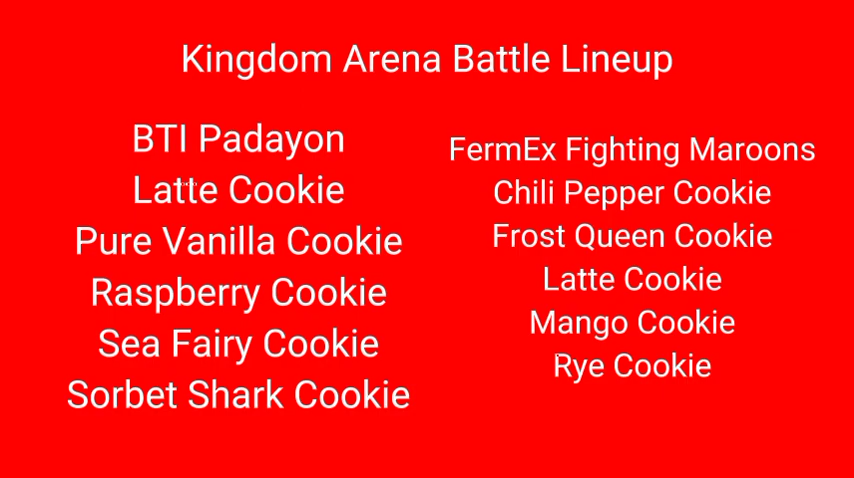 Kingdom Arena Battle Lineup
BTI Padayon
Latte Cookie
Pure Vanilla Cookie
Raspberry Cookie
Sea Fairy Cookie
Sorbet Shark Cookie
FermEx Fighting Maroons
Chili Pepper Cookie
Frost Queen Cookie
Latte Cookie
Mango Cookie
Rye Cookie